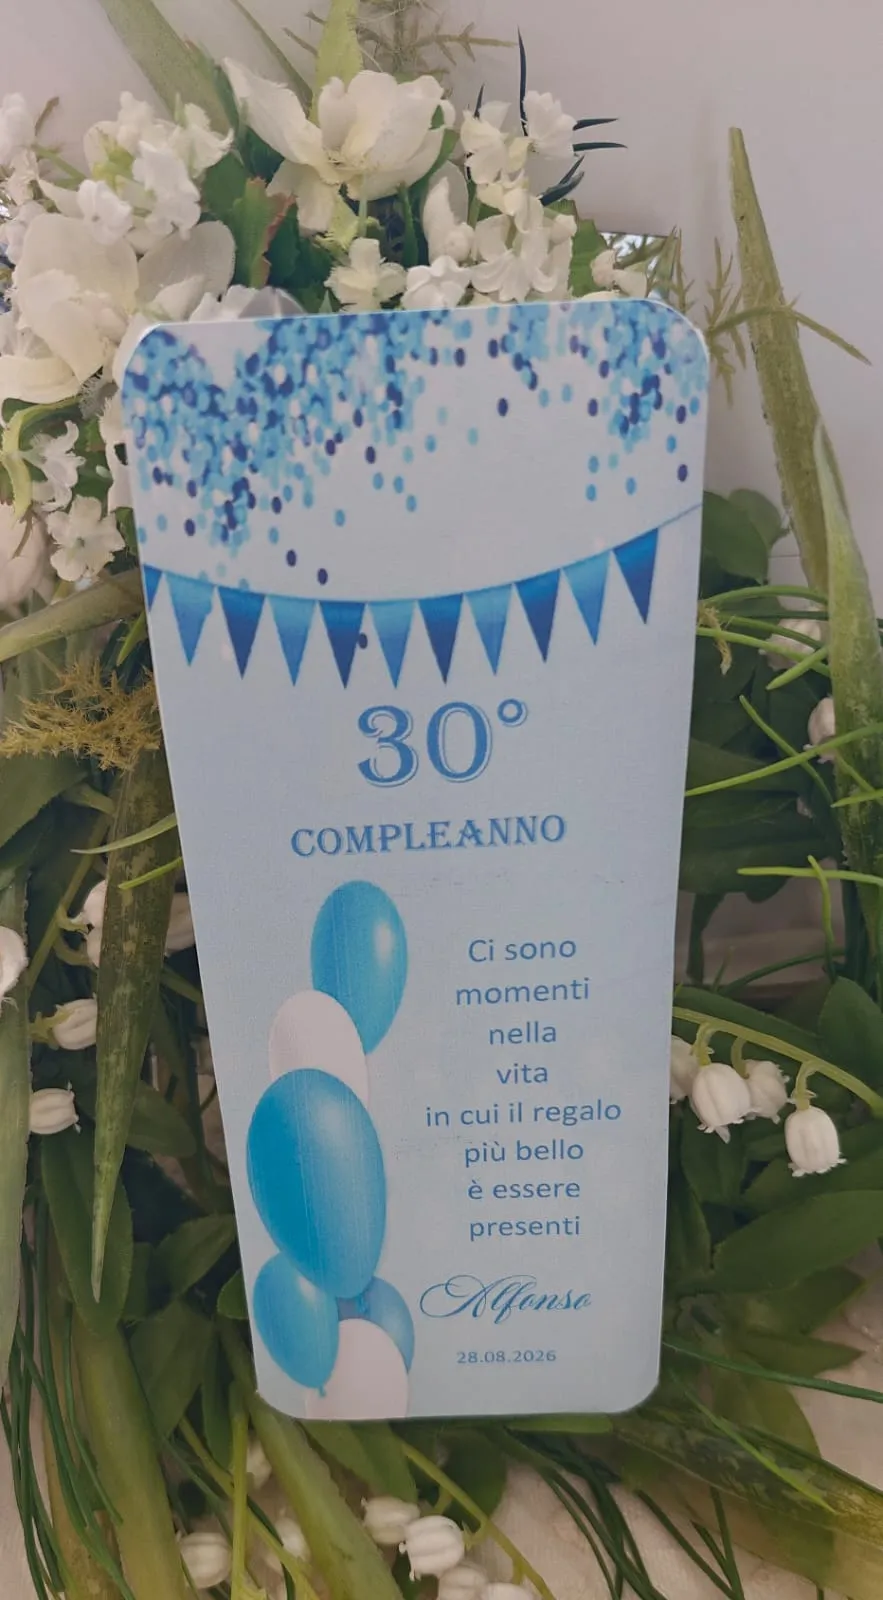 30°
COMPLEANNO
Ci sono
momenti
nella
vita
in cui il regalo
più bello
è essere
presenti
Alfonso
28.08.2026